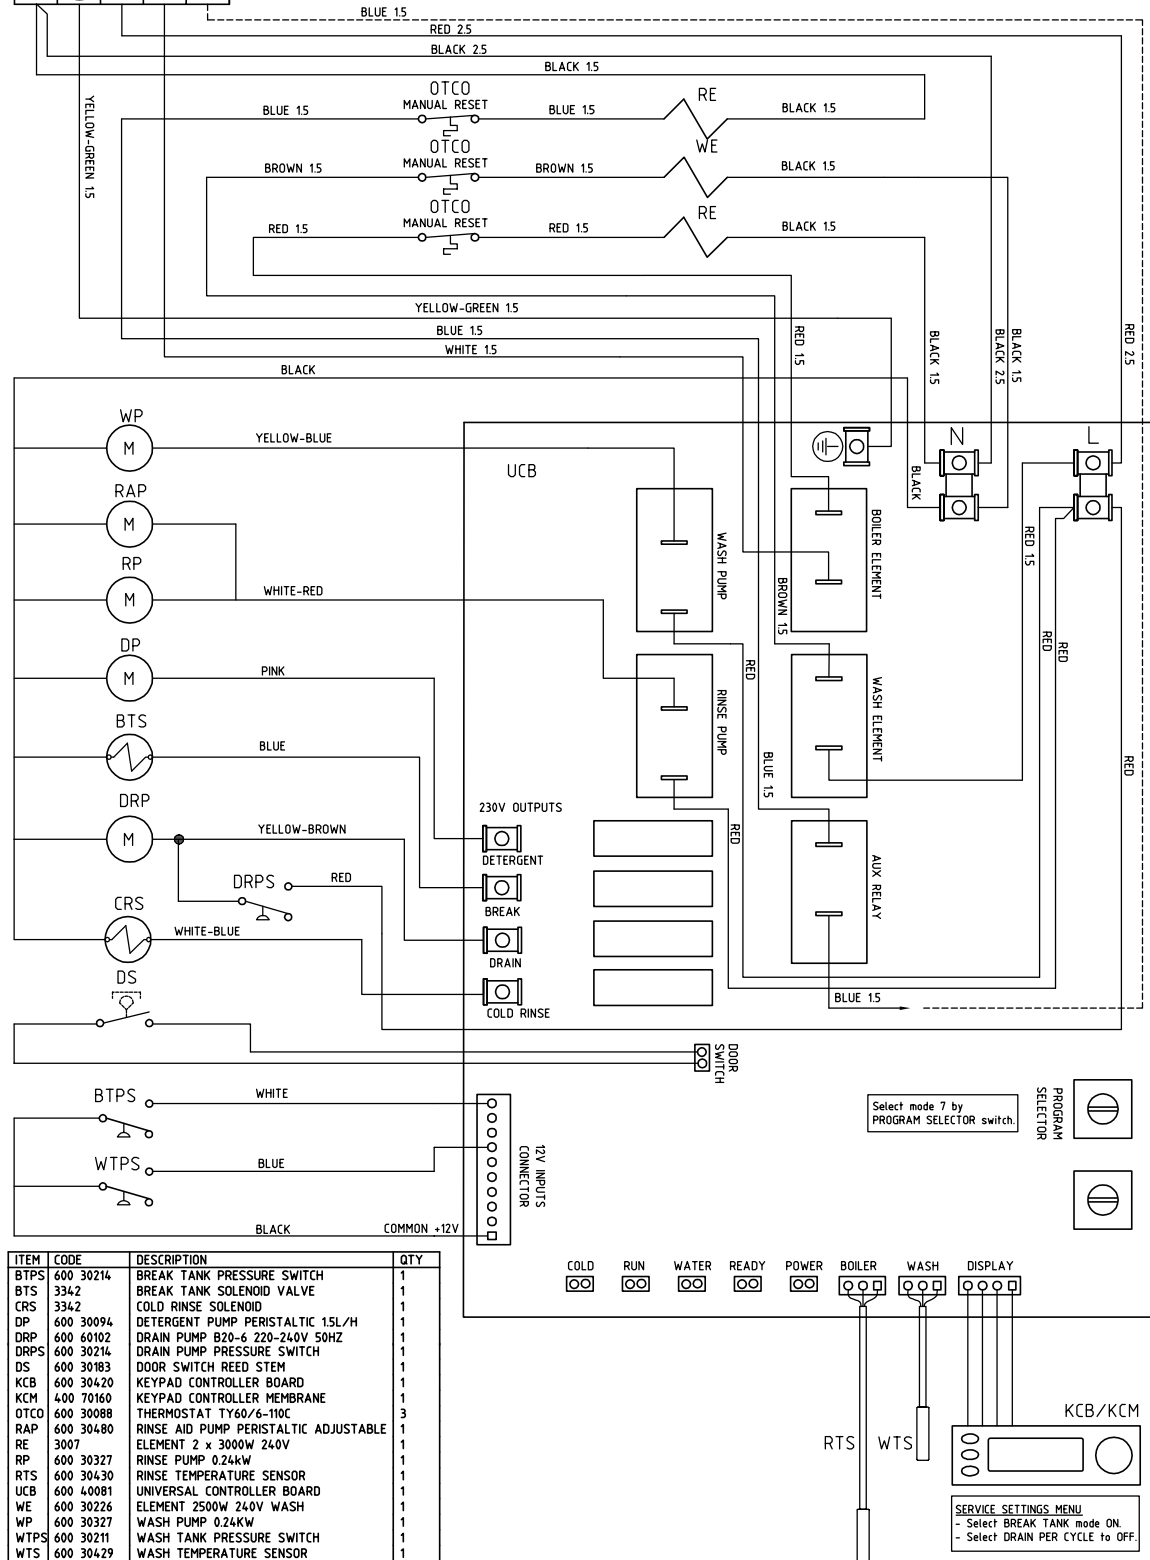 BLUE 1.5
RED 2.5
BLACK 2.5
BLACK 1.5
OTCO
MANUAL RESET
BLUE 1.5
BLUE 1.5
RE
BLACK 1.5
YELLOW-GREEN 1.5
OTCO
MANUAL RESET
BROWN 1.5
BROWN 1.5
WE
BLACK 1.5
OTCO
MANUAL RESET
RED 1.5
RED 1.5
RE
BLACK 1.5
YELLOW-GREEN 1.5
BLUE 1.5
WHITE 1.5
BLACK
RED 1.5
BLACK 1.5
BLACK 2.5
BLACK 1.5
RED 2.5
WP
M
YELLOW-BLUE
UCB
N
L
BLACK
RAP
M
RP
M
WHITE-RED
WASH PUMP
BOILER ELEMENT
BROWN 1.5
RED 1.5
RED
RED
DP
M
PINK
RED
RINSE PUMP
WASH ELEMENT
BTS
BLUE
BLUE 1.5
RED
DRP
M
YELLOW-BROWN
230V OUTPUTS
DETERGENT
RED
AUX RELAY
DRPS
RED
BREAK
CRS
WHITE-BLUE
DRAIN
DS
COLD RINSE
BLUE 1.5
DOOR
SWITCH
BTPS
WHITE
WTPS
BLUE
12V INPUTS
CONNECTOR
BLACK
COMMON +12V
Select mode 7 by
PROGRAM SELECTOR switch.
PROGRAM
SELECTOR
COLD RUN WATER READY POWER BOILER WASH DISPLAY
ITEM CODE DESCRIPTION QTY
BTPS 600 30214 BREAK TANK PRESSURE SWITCH 1
BTS 3342 BREAK TANK SOLENOID VALVE 1
CRS 3342 COLD RINSE SOLENOID 1
DP 600 30094 DETERGENT PUMP PERISTALTIC 1.5L/H 1
DRP 600 60102 DRAIN PUMP B20-6 220-240V 50HZ 1
DRPS 600 30214 DRAIN PUMP PRESSURE SWITCH 1
DS 600 30183 DOOR SWITCH REED STEM 1
KCB 600 30420 KEYPAD CONTROLLER BOARD 1
KCM 400 70160 KEYPAD CONTROLLER MEMBRANE 1
OTCO 600 30088 THERMOSTAT TY60/6-110C 3
RAP 600 30480 RINSE AID PUMP PERISTALTIC ADJUSTABLE 1
RE 3007 ELEMENT 2 x 3000W 240V 1
RP 600 30327 RINSE PUMP 0.24kW 1
RTS 600 30430 RINSE TEMPERATURE SENSOR 1
UCB 600 40081 UNIVERSAL CONTROLLER BOARD 1
WE 600 30226 ELEMENT 2500W 240V WASH 1
WP 600 30327 WASH PUMP 0.24KW 1
WTPS 600 30211 WASH TANK PRESSURE SWITCH 1
WTS 600 30429 WASH TEMPERATURE SENSOR 1
RTS
WTS
KCB/KCM
SERVICE SETTINGS MENU
- Select BREAK TANK mode ON.
- Select DRAIN PER CYCLE to OFF.